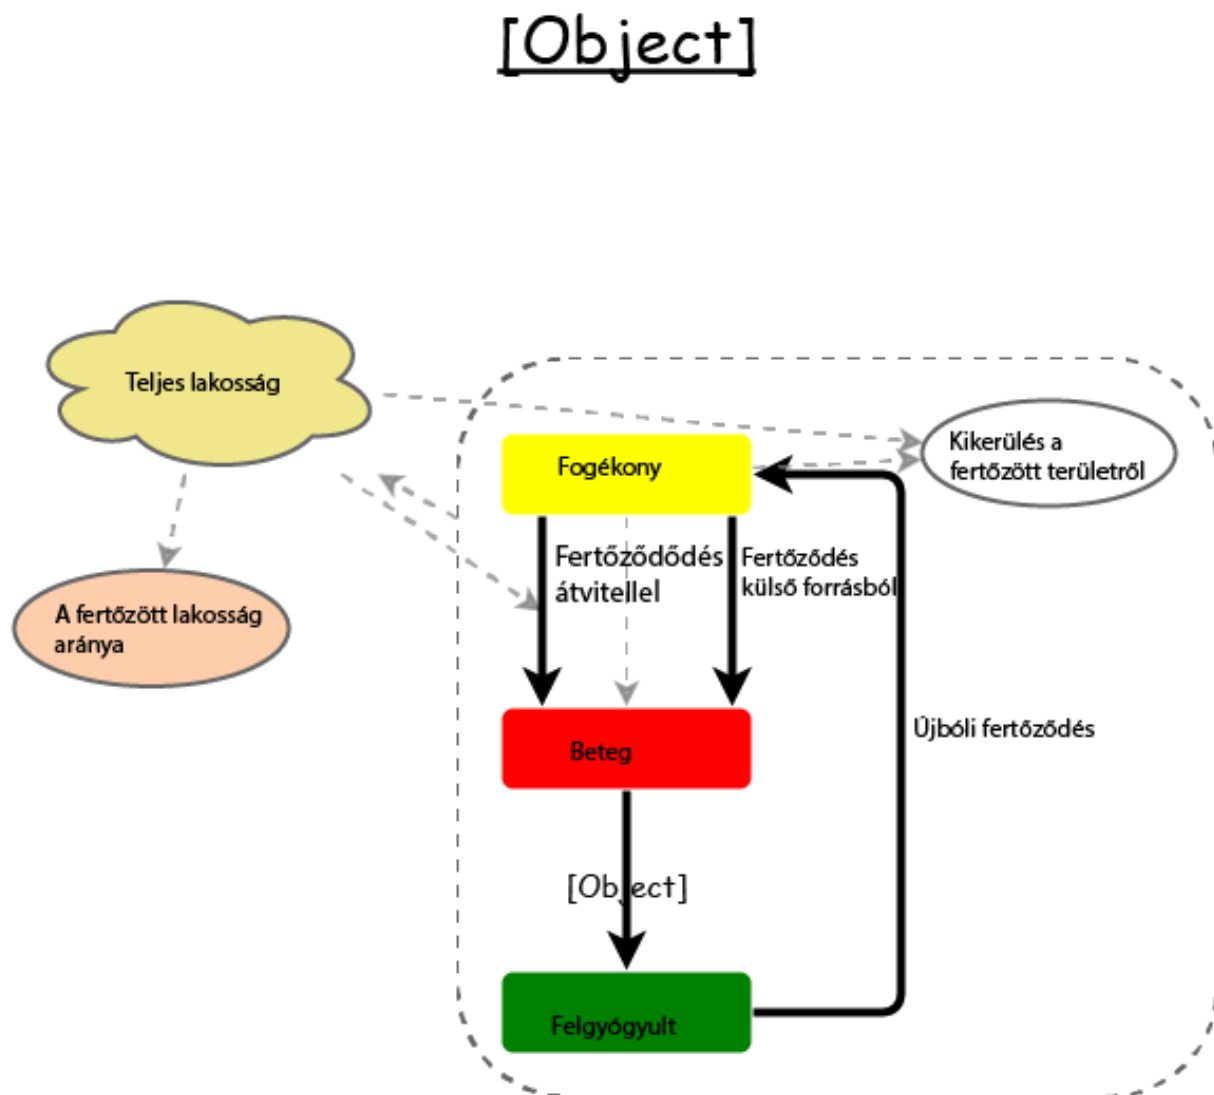 [Object]
Teljes lakosság
Kikerülés a
fertőzött területről
Fogékony
Fertőződődés
átvitellel
Fertőződés
külső forrásból
A fertőzött lakosság
aránya
Újbóli fertőződés
Beteg
[Object]
Felgyógyult